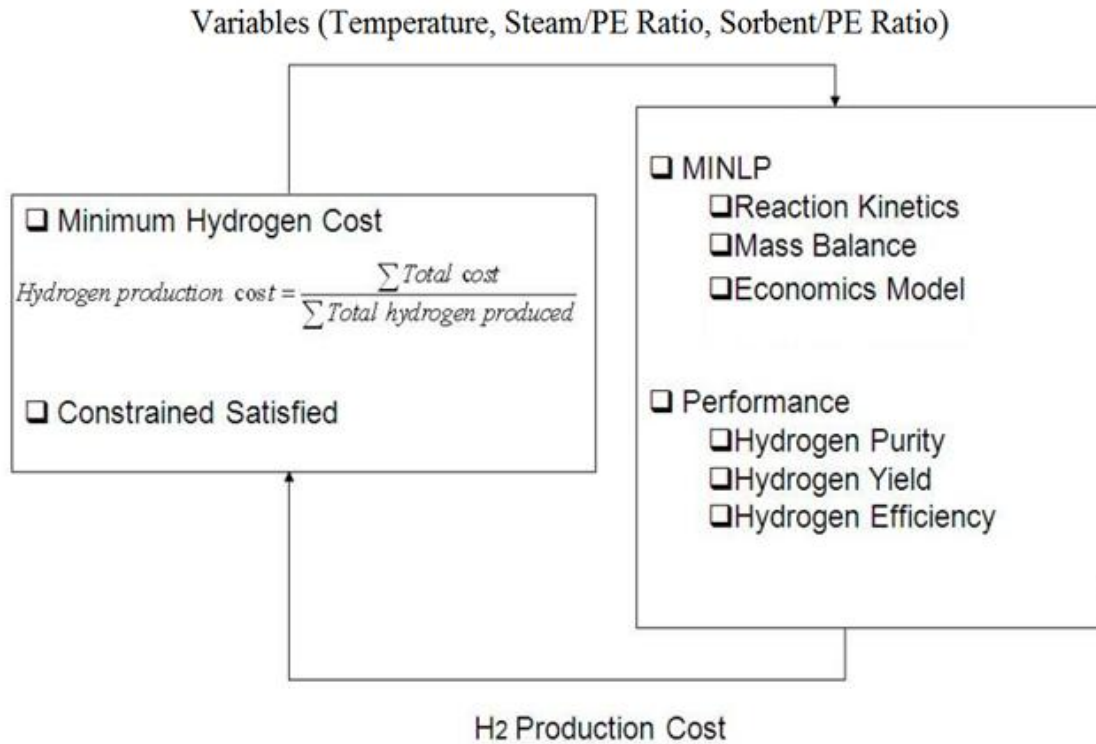 Variables (Temperature, Steam/PE Ratio, Sorbent/PE Ratio)
❑ Minimum Hydrogen Cost
Hydrogen production cost = ∑ Total cost / ∑ Total hydrogen produced
❑ Constrained Satisfied
❑ MINLP
❑Reaction Kinetics
❑Mass Balance
❑Economics Model
❑ Performance
❑Hydrogen Purity
❑Hydrogen Yield
❑Hydrogen Efficiency
H2 Production Cost